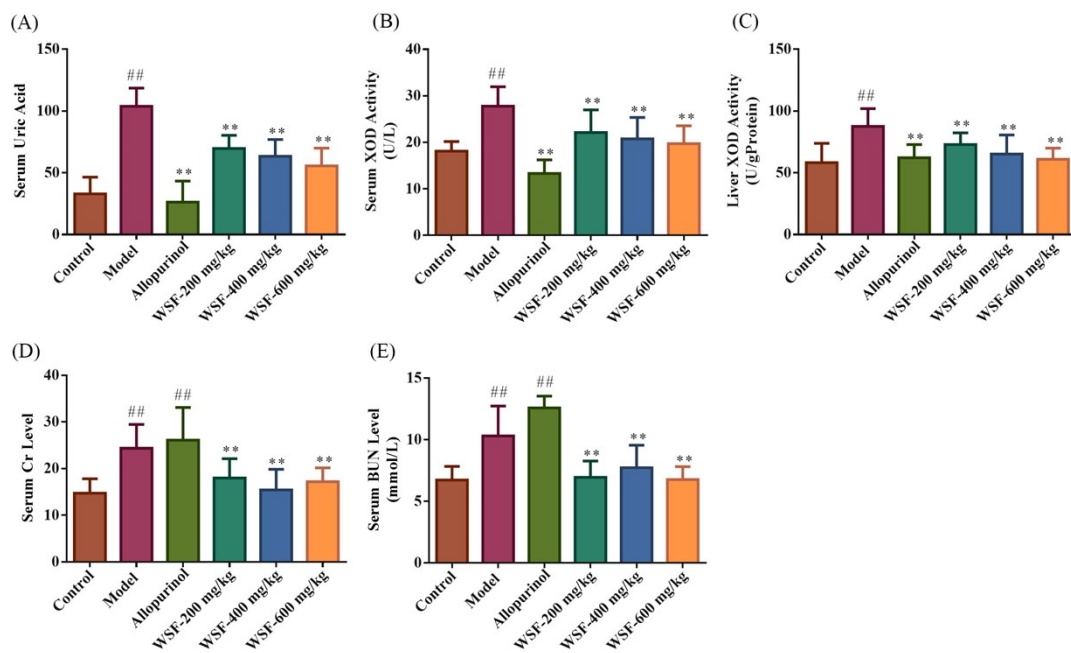 (A)
Serum Uric Acid
150
100
50
0
##
**
**
**
**
Control
Model
Allopurinol
WSF-200 mg/kg
WSF-400 mg/kg
WSF-600 mg/kg
(B)
Serum XOD Activity
(U/L)
40
30
20
10
0
##
**
**
**
**
Control
Model
Allopurinol
WSF-200 mg/kg
WSF-400 mg/kg
WSF-600 mg/kg
(C)
Liver XOD Activity
(U/gProtein)
150
100
50
0
##
**
**
**
**
Control
Model
Allopurinol
WSF-200 mg/kg
WSF-400 mg/kg
WSF-600 mg/kg
(D)
Serum Cr Level
40
30
20
10
0
##
##
**
**
**
Control
Model
Allopurinol
WSF-200 mg/kg
WSF-400 mg/kg
WSF-600 mg/kg
(E)
Serum BUN Level
(mmol/L)
15
10
5
0
##
##
**
**
**
Control
Model
Allopurinol
WSF-200 mg/kg
WSF-400 mg/kg
WSF-600 mg/kg